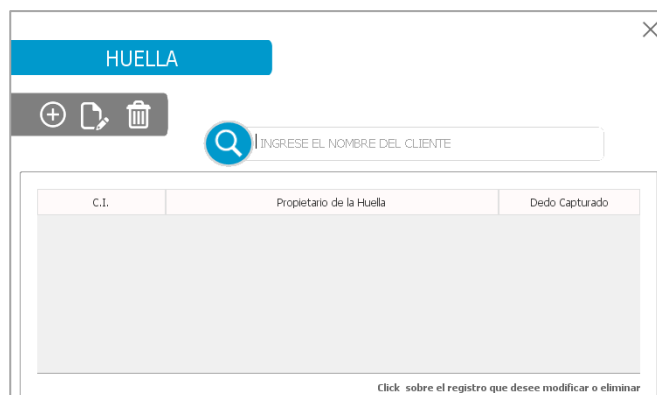 HUELLA
INGRESE EL NOMBRE DEL CLIENTE
C.I. Propietario de la Huella Dedo Capturado
Click sobre el registro que desee modificar o eliminar